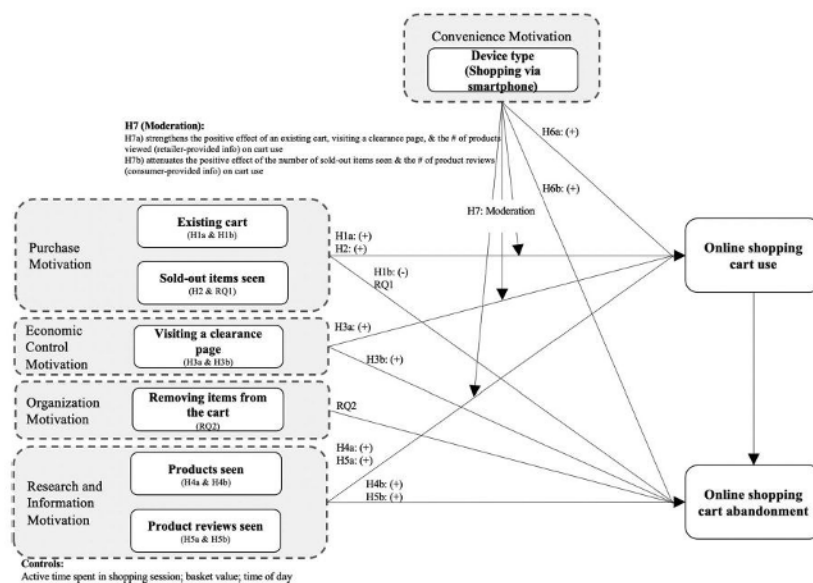 Convenience Motivation
Device type
(Shopping via
smartphone)
H7 (Moderation):
H7a) strengthens the positive effect of an existing cart, visiting a clearance page, & the # of products
viewed (retailer-provided info) on cart use
H7b) attenuates the positive effect of the number of sold-out items seen & the # of product reviews
(consumer-provided info) on cart use
H6a: (+)
H6b: (+)
H7: Moderation
Purchase
Motivation
Existing cart
(H1a & H1b)
Sold-out items seen
(H2 & RQ1)
H1a: (+)
H2: (+)
H1b: (-)
RQ1
Online shopping
cart use
Economic
Control
Motivation
Visiting a clearance
page
(H3a & H3b)
H3a: (+)
H3b: (+)
Organization
Motivation
Removing items from
the cart
(RQ2)
RQ2
Research and
Information
Motivation
Products seen
(H4a & H4b)
Product reviews seen
(H5a & H5b)
H4a: (+)
H5a: (+)
H4b: (+)
H5b: (+)
Online shopping
cart abandonment
Controls:
Active time spent in shopping session; basket value; time of day